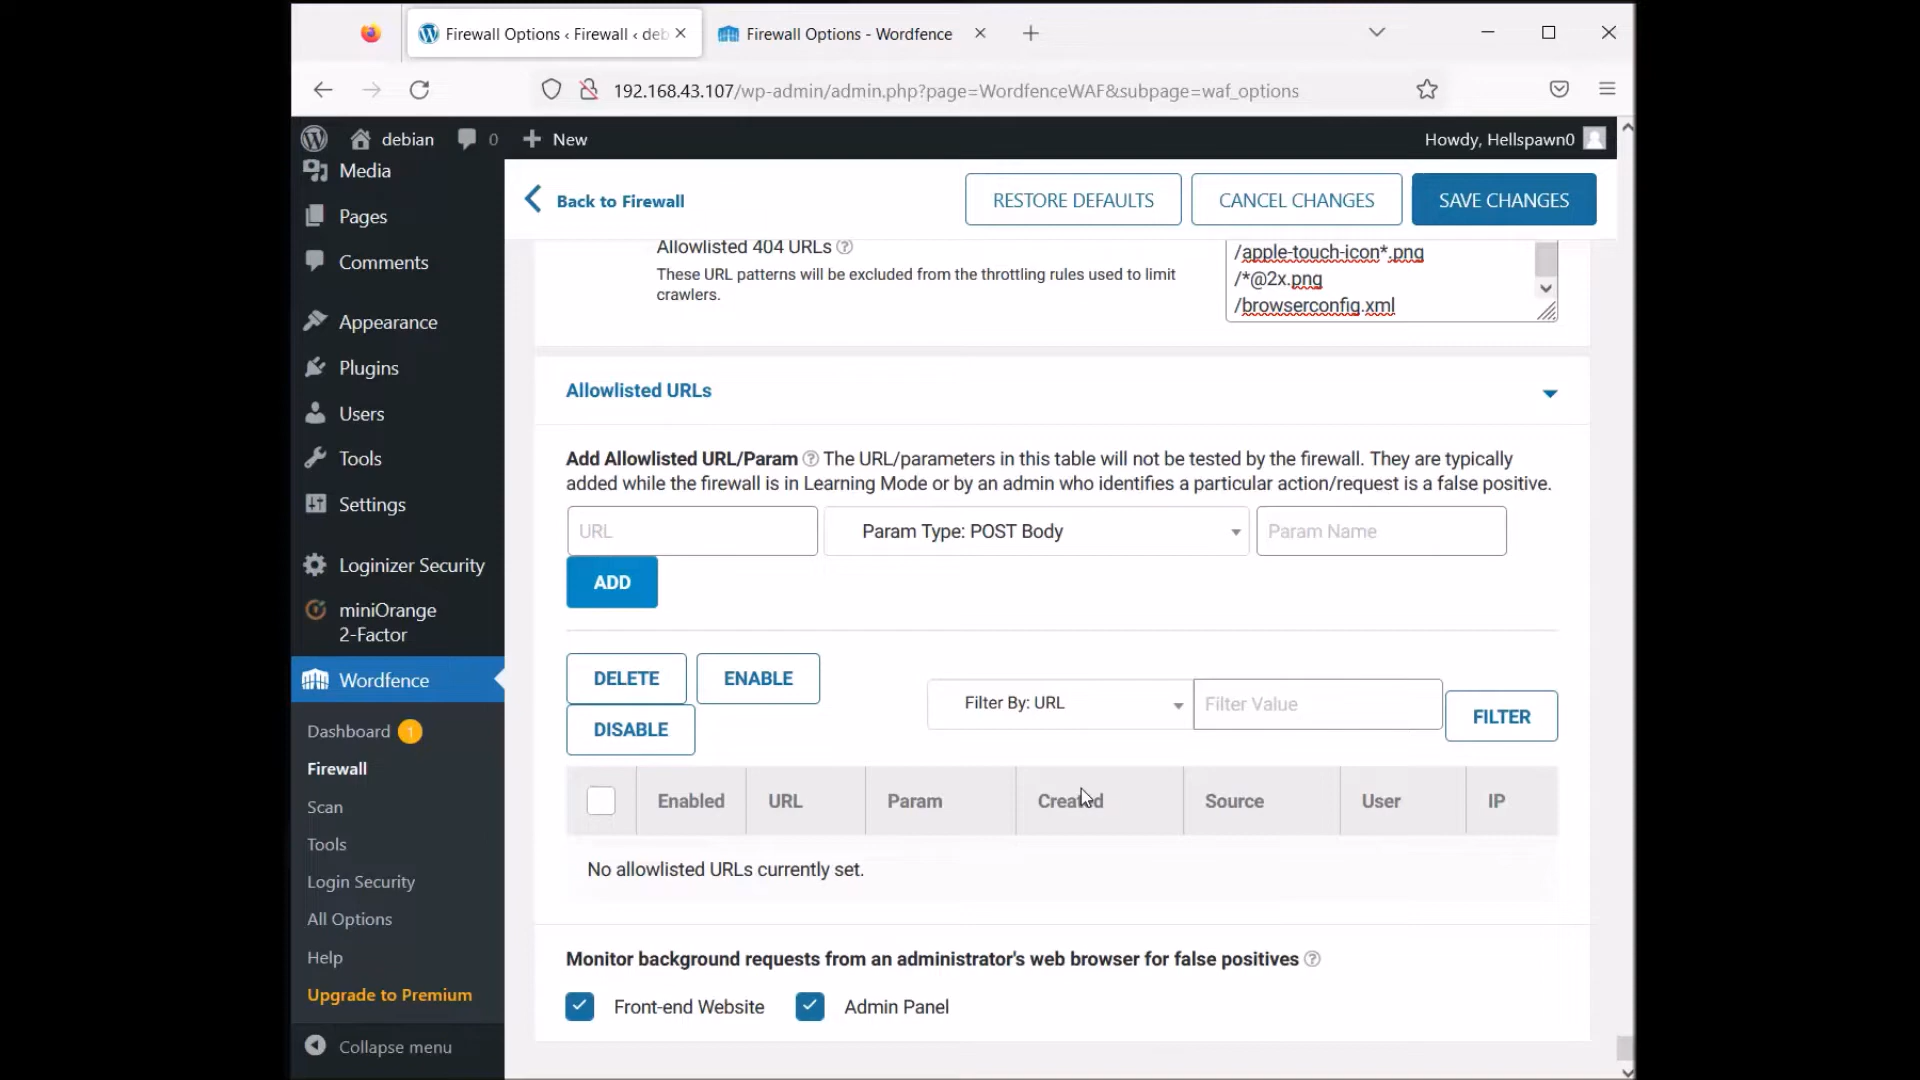 Firewall Options ‹ Firewall ‹ deb
Firewall Options - Wordfence
192.168.43.107/wp-admin/admin.php?page=WordfenceWAF&subpage=waf_options
debian
0
New
Howdy, Hellspawn0
Media
Pages
Comments
Appearance
Plugins
Users
Tools
Settings
Loginizer Security
miniOrange
2-Factor
Wordfence
Dashboard 1
Firewall
Scan
Tools
Login Security
All Options
Help
Upgrade to Premium
Collapse menu
Back to Firewall
RESTORE DEFAULTS
CANCEL CHANGES
SAVE CHANGES
Allowlisted 404 URLs
These URL patterns will be excluded from the throttling rules used to limit
crawlers.
/apple-touch-icon*.png
/*@2x.png
/browserconfig.xml
Allowlisted URLs
Add Allowlisted URL/Param The URL/parameters in this table will not be tested by the firewall. They are typically
added while the firewall is in Learning Mode or by an admin who identifies a particular action/request is a false positive.
URL
Param Type: POST Body
Param Name
ADD
DELETE
ENABLE
DISABLE
Filter By: URL
Filter Value
FILTER
Enabled
URL
Param
Created
Source
User
IP
No allowlisted URLs currently set.
Monitor background requests from an administrator's web browser for false positives
Front-end Website
Admin Panel